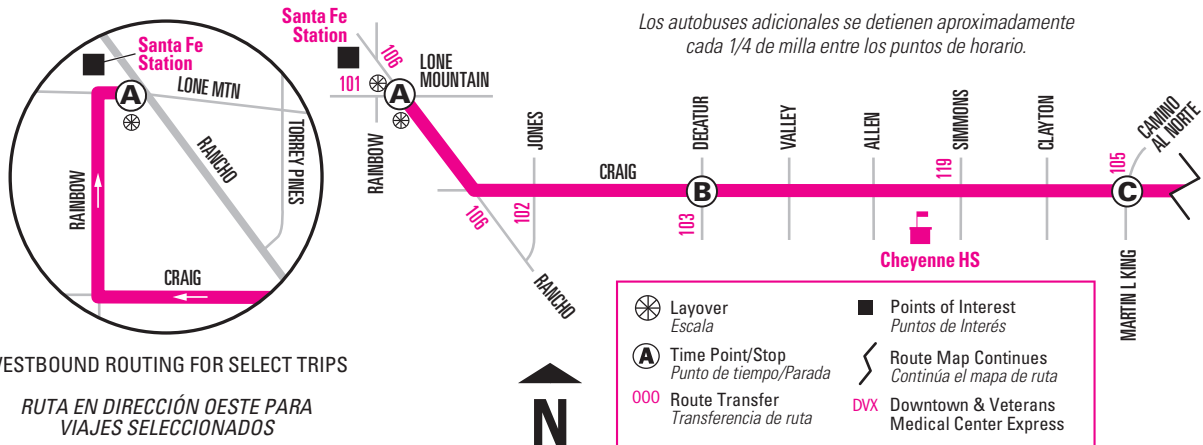 Santa Fe
Station
A
LONE MTN
TORREY PINES
RANCHO
RAINBOW
CRAIG
WESTBOUND ROUTING FOR SELECT TRIPS
RUTA EN DIRECCIÓN OESTE PARA
VIAJES SELECCIONADOS
Los autobuses adicionales se detienen aproximadamente
cada 1/4 de milla entre los puntos de horario.
Santa Fe
Station
106
101
A
LONE
MOUNTAIN
RAINBOW
106
102
JONES
RANCHO
CRAIG
DECATUR
B
103
VALLEY
ALLEN
SIMMONS
119
Cheyenne HS
CLAYTON
CAMINO
AL NORTE
105
C
MARTIN L KING
N
Layover
Escala
A
Time Point/Stop
Punto de tiempo/Parada
000
Route Transfer
Transferencia de ruta
Points of Interest
Puntos de Interés
Route Map Continues
Continúa el mapa de ruta
DVX
Downtown & Veterans
Medical Center Express